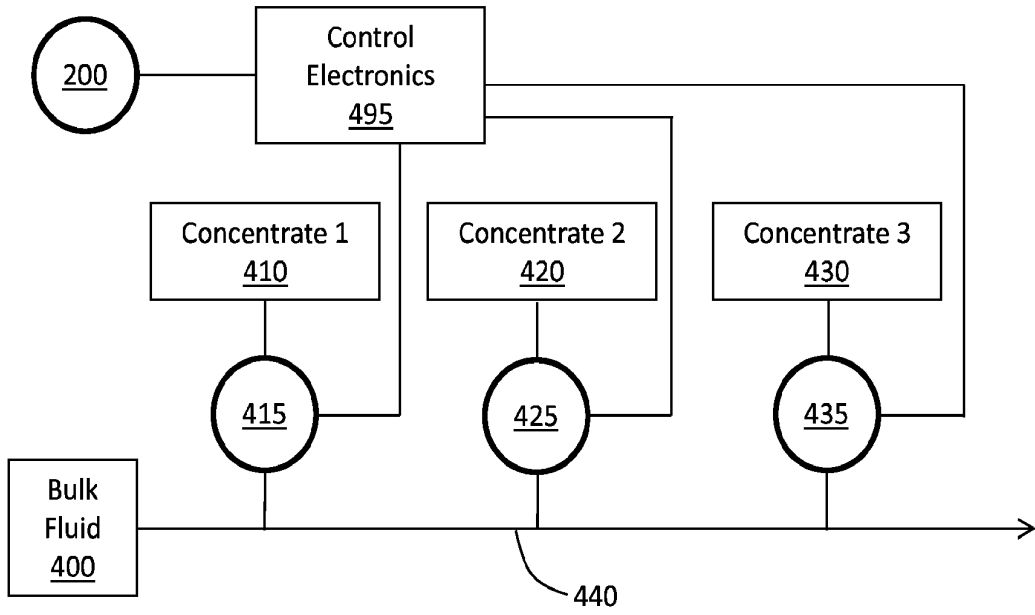 200
Control
Electronics
495
Concentrate 1
410
Concentrate 2
420
Concentrate 3
430
415
425
435
Bulk
Fluid
400
440